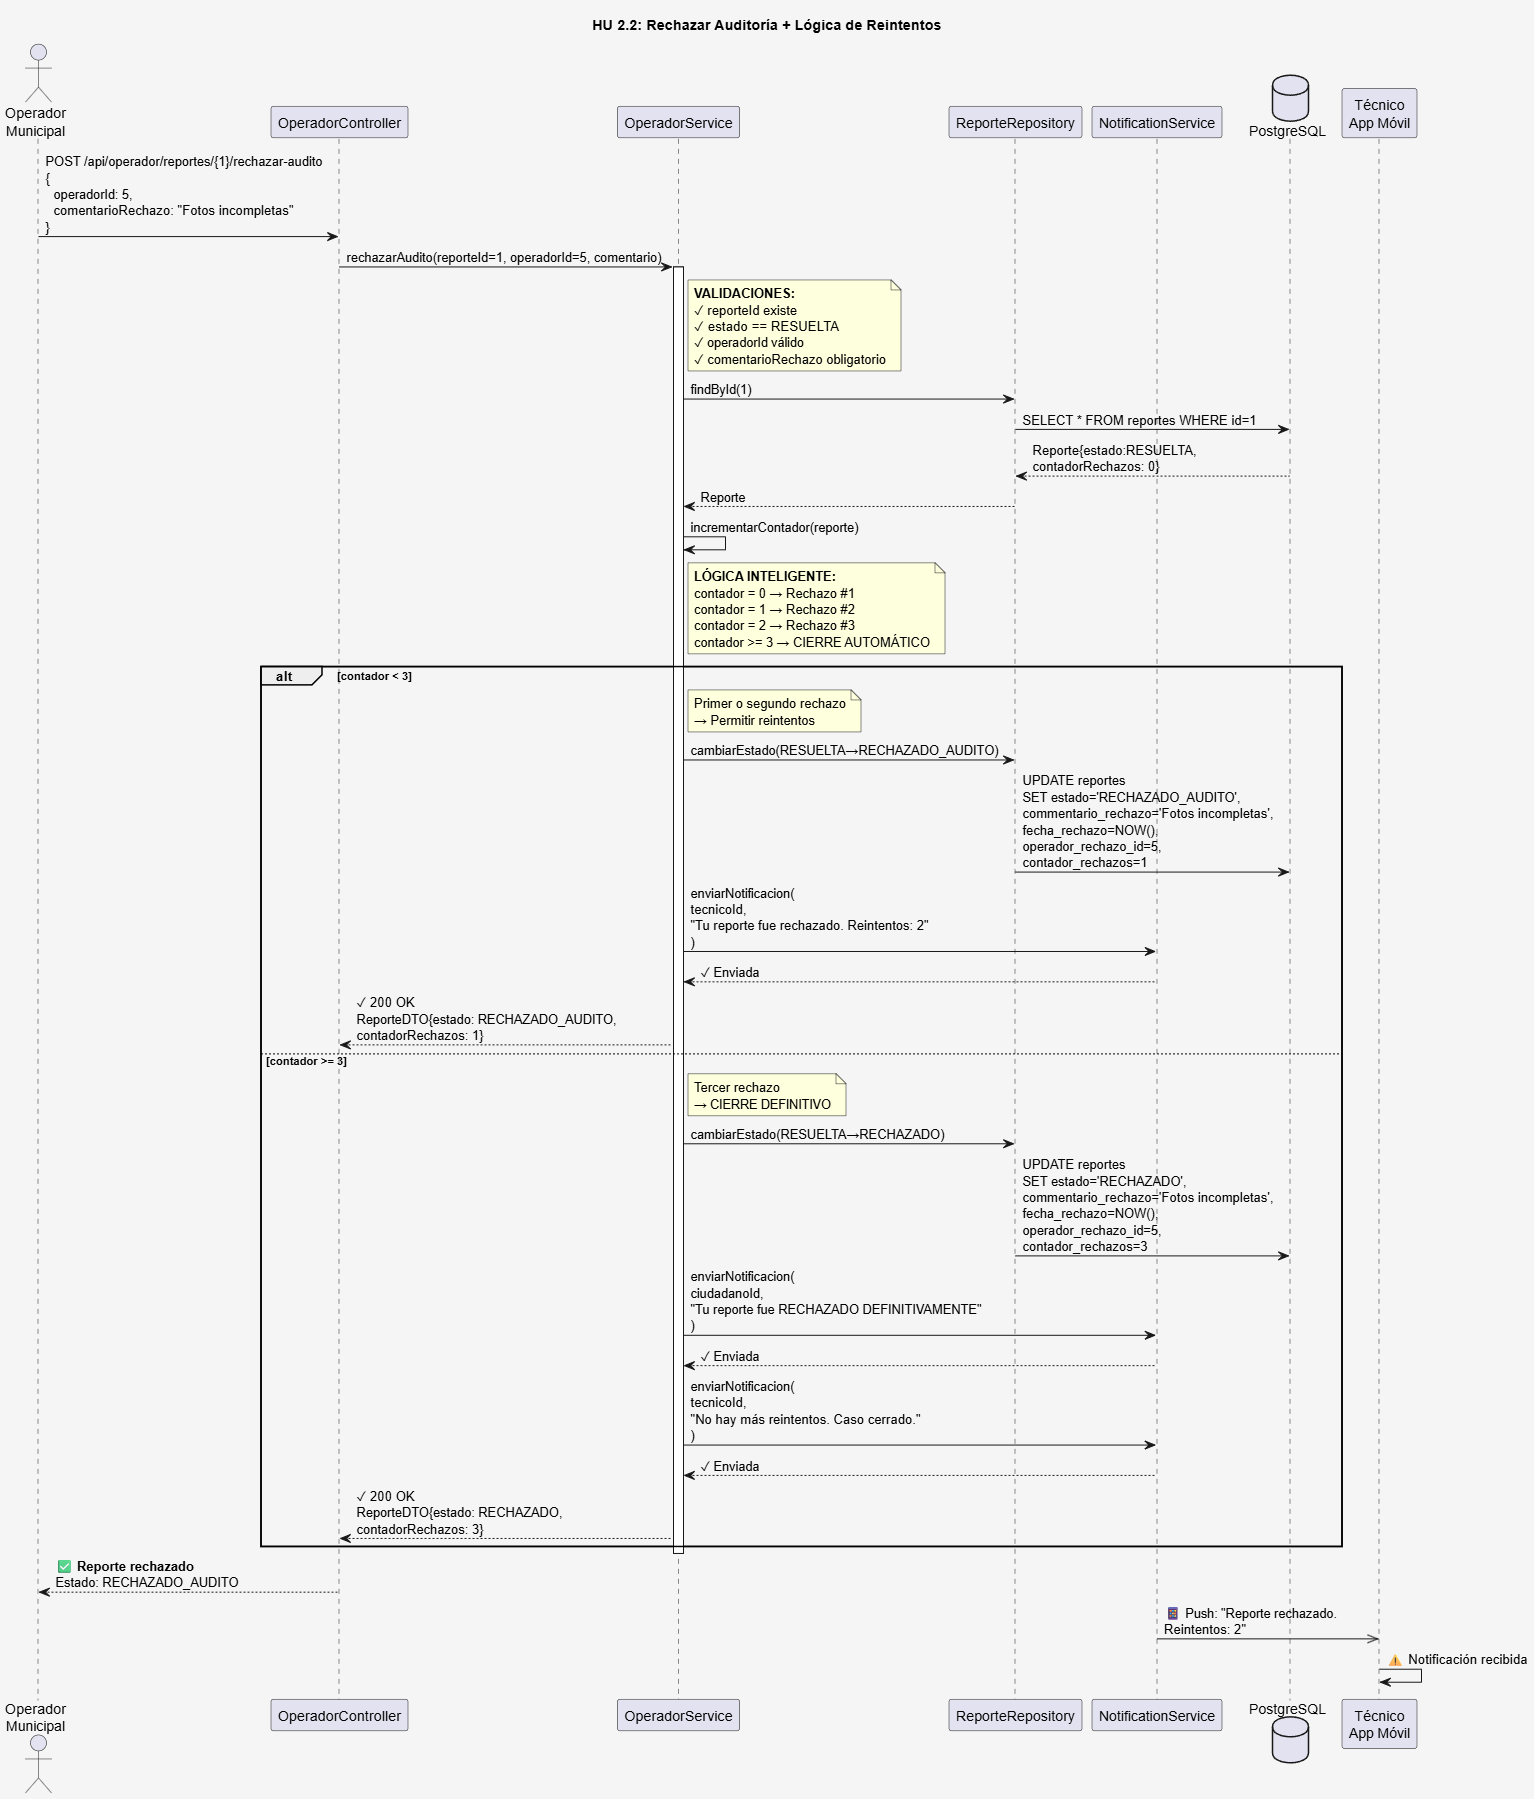 HU 2.2: Rechazar Auditoría + Lógica de Reintentos
Operador
Municipal
OperadorController
OperadorService
ReporteRepository
NotificationService
PostgreSQL
Técnico
App Móvil
POST /api/operador/reportes/{1}/rechazar-audito
{
operadorId: 5,
comentarioRechazo: "Fotos incompletas"
}
rechazarAudito(reporteId=1, operadorId=5, comentario)
VALIDACIONES:
✓ reporteId existe
✓ estado == RESUELTA
✓ operadorId válido
✓ comentarioRechazo obligatorio
findById(1)
SELECT * FROM reportes WHERE id=1
Reporte{estado:RESUELTA,
contadorRechazos: 0}
Reporte
incrementarContador(reporte)
LÓGICA INTELIGENTE:
contador = 0 → Rechazo #1
contador = 1 → Rechazo #2
contador = 2 → Rechazo #3
contador >= 3 → CIERRE AUTOMÁTICO
alt [contador < 3]
Primer o segundo rechazo
→ Permitir reintentos
cambiarEstado(RESUELTA→RECHAZADO_AUDITO)
UPDATE reportes
SET estado='RECHAZADO_AUDITO',
commentario_rechazo='Fotos incompletas',
fecha_rechazo=NOW(),
operador_rechazo_id=5,
contador_rechazos=1
enviarNotificacion(
tecnicoId,
"Tu reporte fue rechazado. Reintentos: 2"
)
✓ Enviada
✓ 200 OK
ReporteDTO{estado: RECHAZADO_AUDITO,
contadorRechazos: 1}
[contador >= 3]
Tercer rechazo
→ CIERRE DEFINITIVO
cambiarEstado(RESUELTA→RECHAZADO)
UPDATE reportes
SET estado='RECHAZADO',
commentario_rechazo='Fotos incompletas',
fecha_rechazo=NOW(),
operador_rechazo_id=5,
contador_rechazos=3
enviarNotificacion(
ciudadanoId,
"Tu reporte fue RECHAZADO DEFINITIVAMENTE"
)
✓ Enviada
enviarNotificacion(
tecnicoId,
"No hay más reintentos. Caso cerrado."
)
✓ Enviada
✓ 200 OK
ReporteDTO{estado: RECHAZADO,
contadorRechazos: 3}
✅ Reporte rechazado
Estado: RECHAZADO_AUDITO
📱 Push: "Reporte rechazado.
Reintentos: 2"
⚠️ Notificación recibida
Operador
Municipal
OperadorController
OperadorService
ReporteRepository
NotificationService
PostgreSQL
Técnico
App Móvil